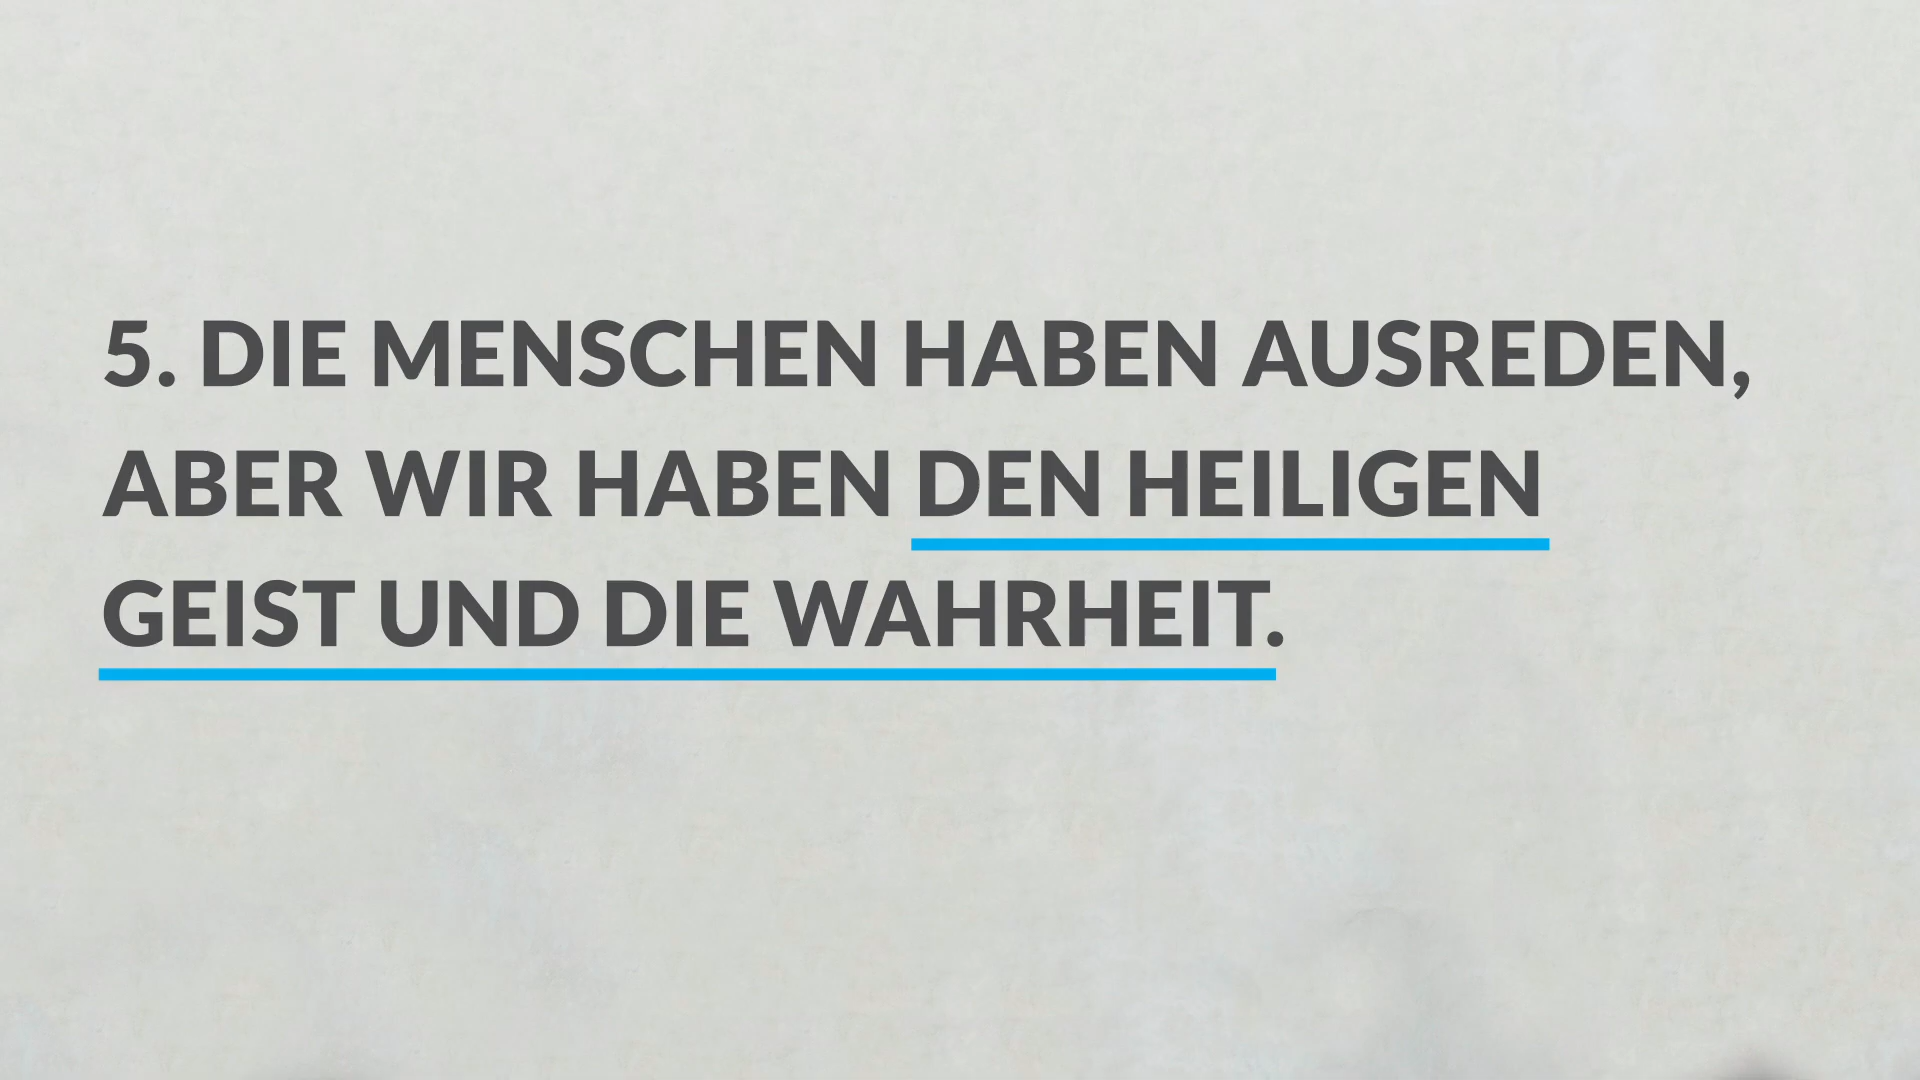 5. DIE MENSCHEN HABEN AUSREDEN,
ABER WIR HABEN DEN HEILIGEN
GEIST UND DIE WAHRHEIT.